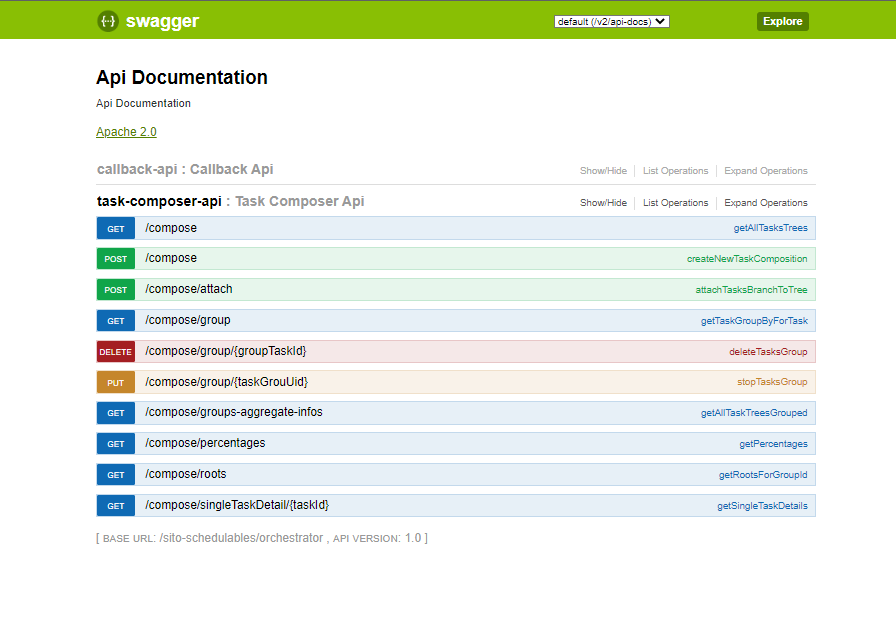 {···} swagger default (/v2/api-docs) Explore
Api Documentation
Api Documentation
Apache 2.0
callback-api : Callback Api Show/Hide List Operations Expand Operations
task-composer-api : Task Composer Api Show/Hide List Operations Expand Operations
GET /compose getAllTasksTrees
POST /compose createNewTaskComposition
POST /compose/attach attachTasksBranchToTree
GET /compose/group getTaskGroupByForTask
DELETE /compose/group/{groupTaskId} deleteTasksGroup
PUT /compose/group/{taskGrouUid} stopTasksGroup
GET /compose/groups-aggregate-infos getAllTaskTreesGrouped
GET /compose/percentages getPercentages
GET /compose/roots getRootsForGroupId
GET /compose/singleTaskDetail/{taskId} getSingleTaskDetails
[ BASE URL: /sito-schedulables/orchestrator , API VERSION: 1.0 ]